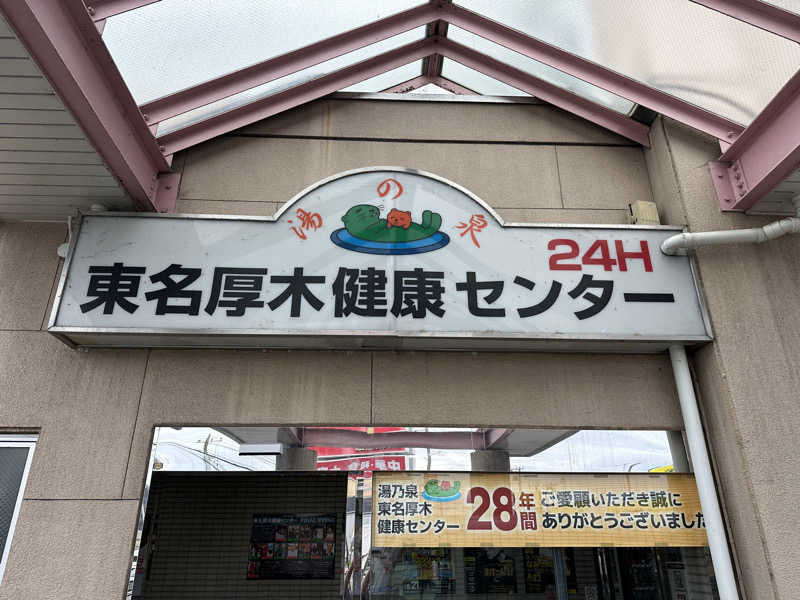 湯の泉
24H
東名厚木健康センター
湯乃泉
東名厚木
健康センター
28年間
ご愛顧いただき誠に
ありがとうございました